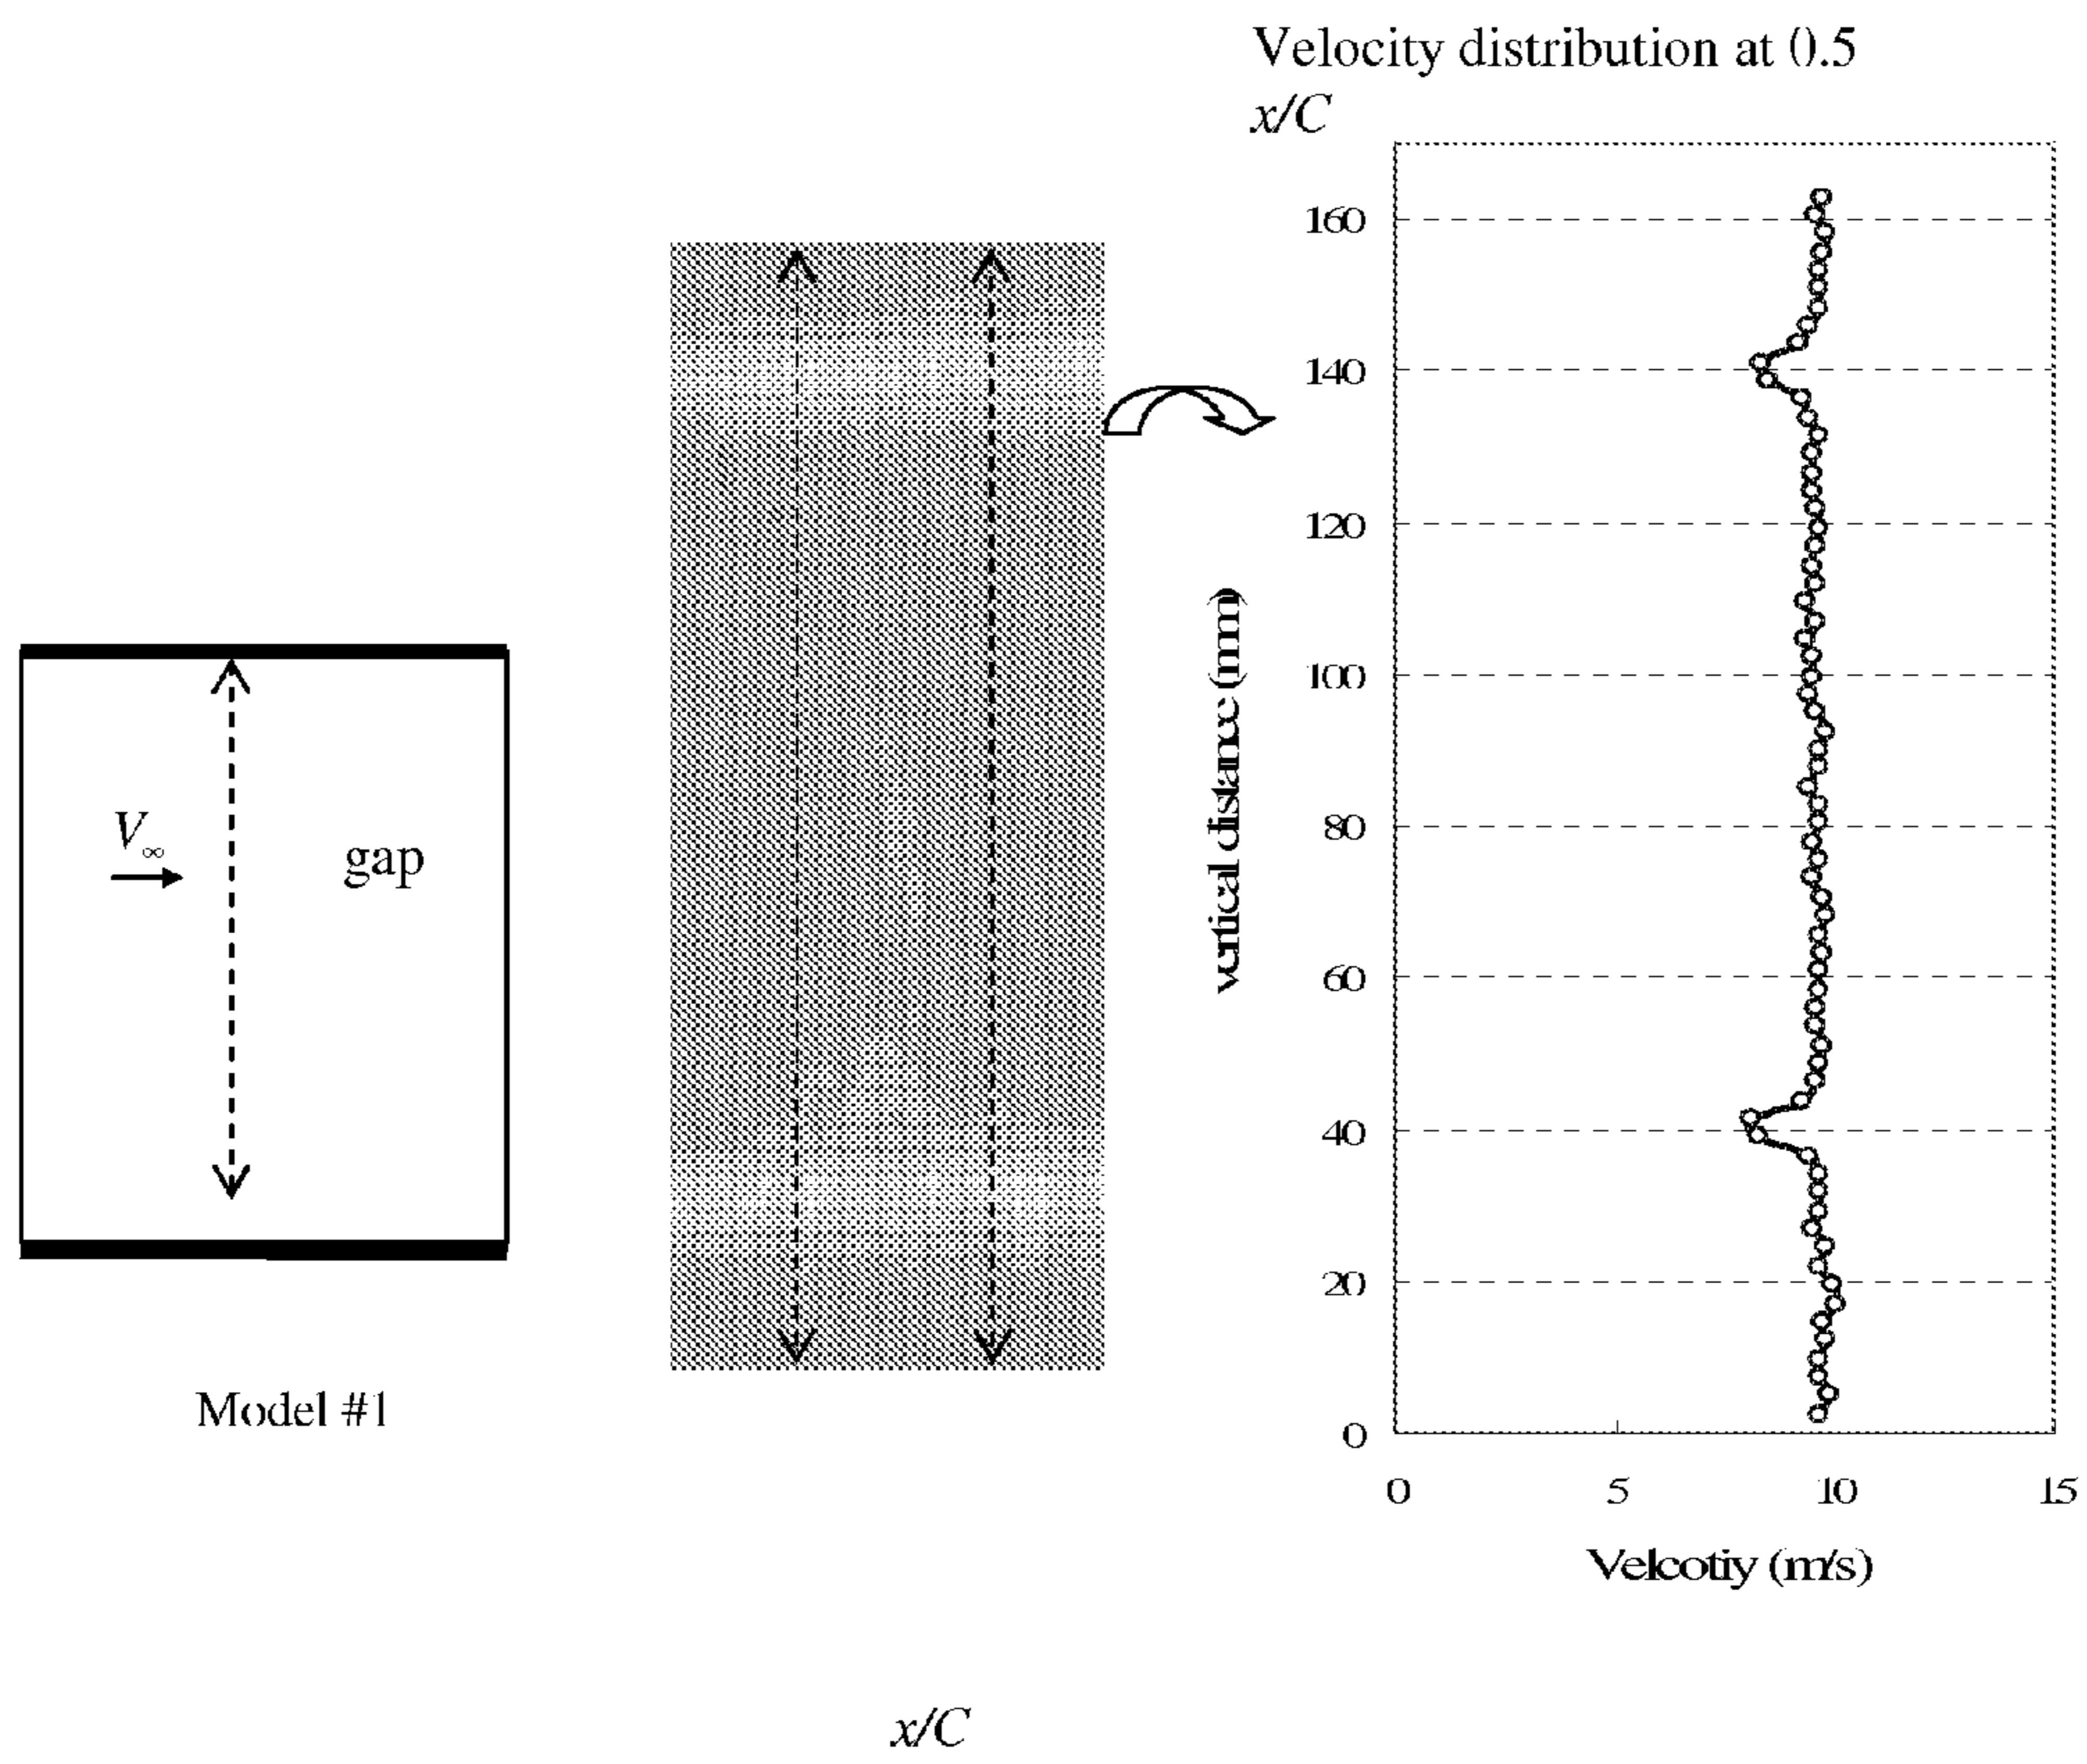 Velocity distribution at 0.5
x/C
160
140
120
100
80
60
40
20
0
vertical distance (mm)
0 5 10 15
Velcotiy (m/s)
V∞
gap
Model #1
x/C